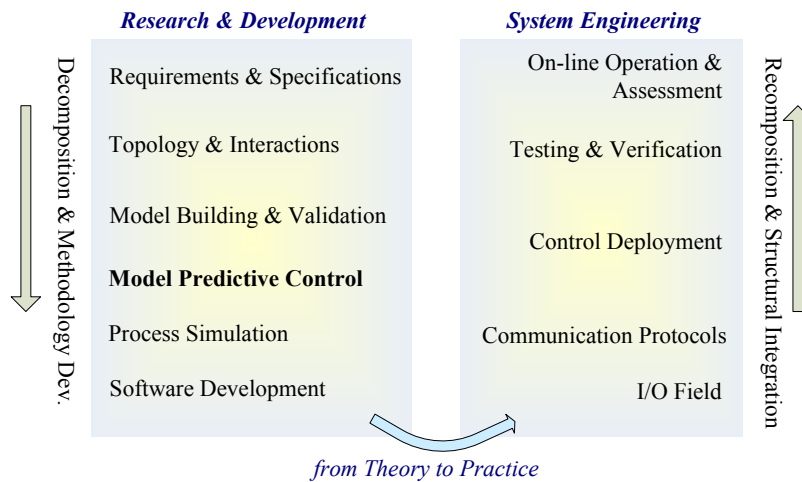 Research & Development
Decomposition & Methodology Dev.
Requirements & Specifications
Topology & Interactions
Model Building & Validation
Model Predictive Control
Process Simulation
Software Development
System Engineering
On-line Operation &
Assessment
Testing & Verification
Control Deployment
Communication Protocols
I/O Field
Recomposition & Structural Integration
from Theory to Practice